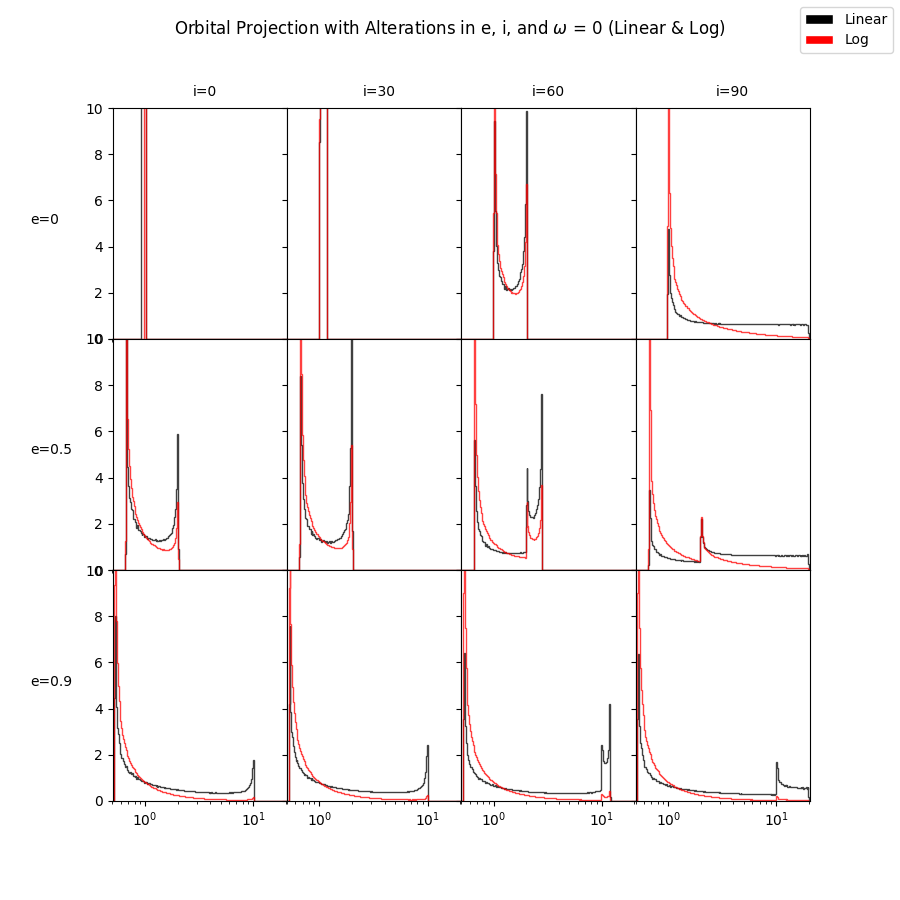 Orbital Projection with Alterations in e, i, and ω = 0 (Linear & Log)
Linear
Log
i=0 i=30 i=60 i=90
10
8
6
e=0
4
2
0
10
8
6
e=0.5
4
2
0
10
8
6
e=0.9
4
2
0
10⁰ 10¹ 10⁰ 10¹ 10⁰ 10¹ 10⁰ 10¹